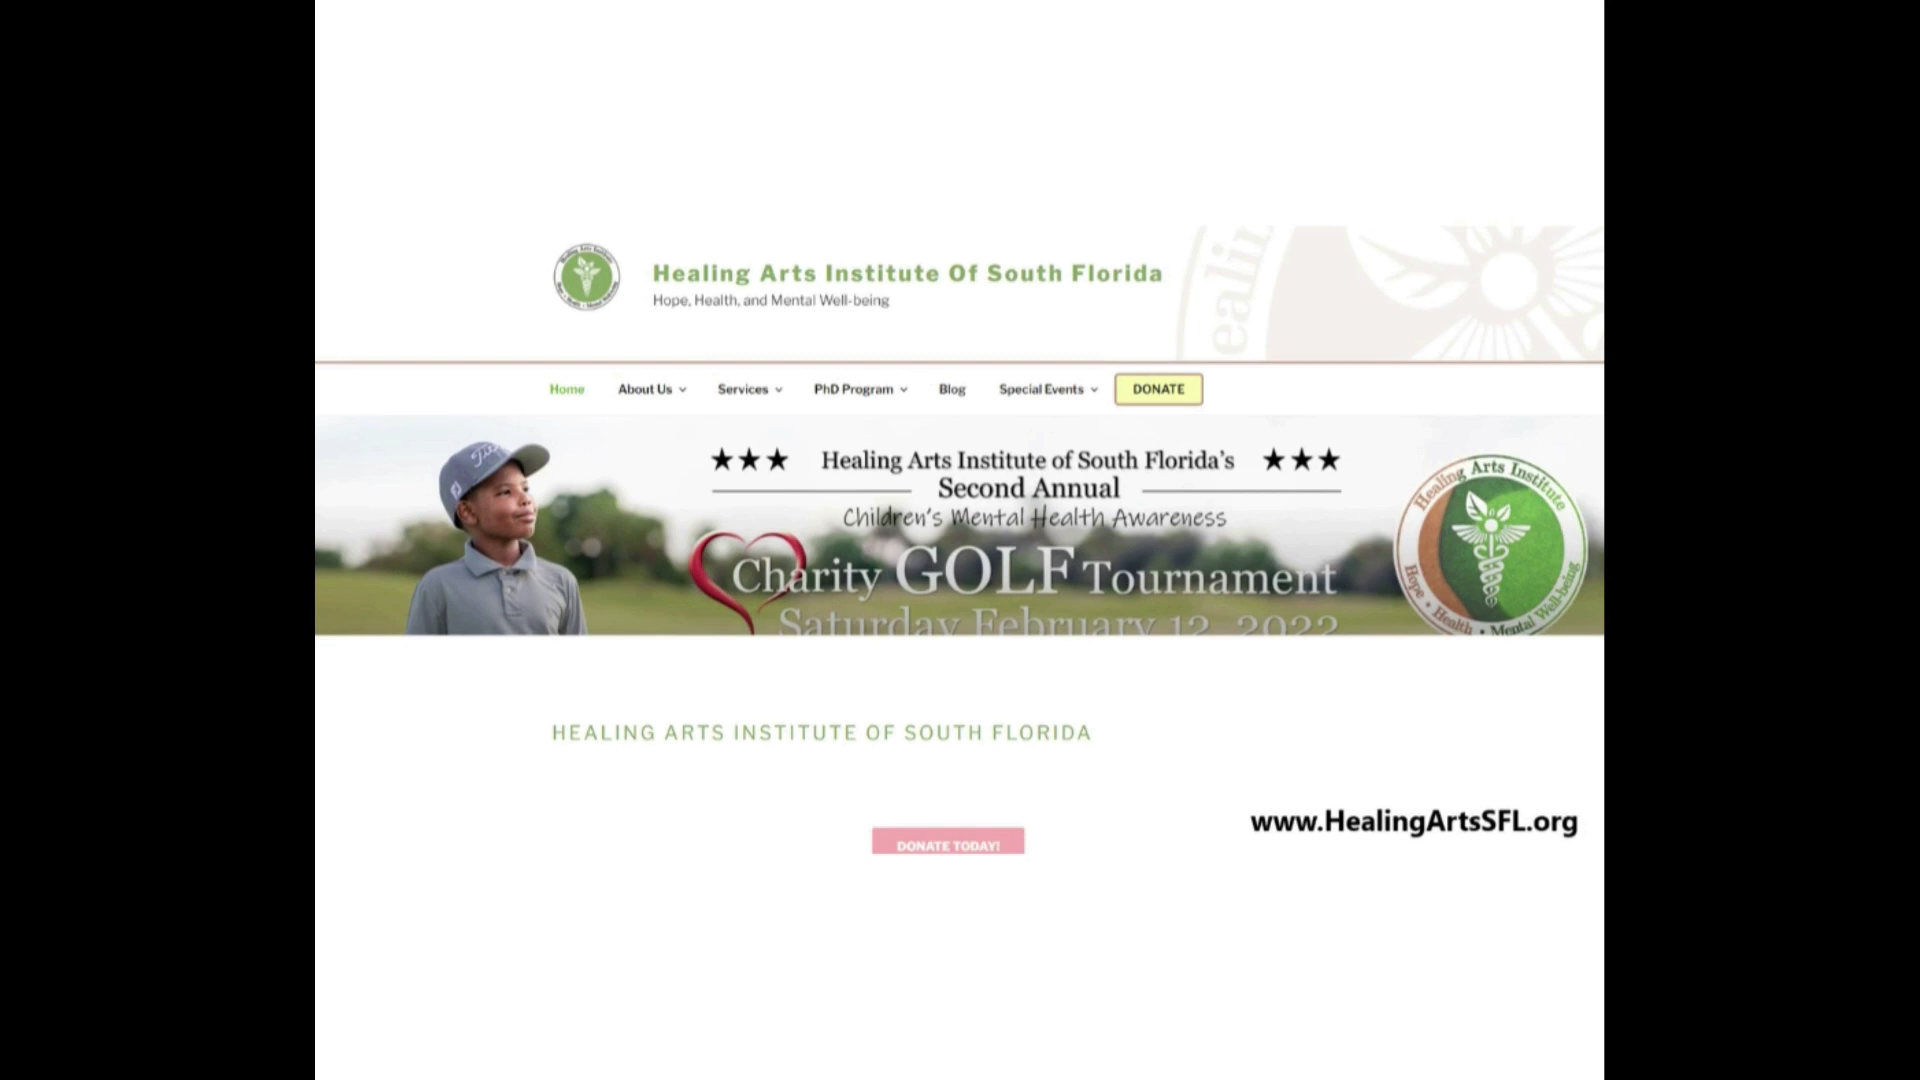 Healing Arts Institute Of South Florida
Hope, Health, and Mental Well-being
ealin
Home About Us Services PhD Program Blog Special Events DONATE
★★★ Healing Arts Institute of South Florida's ★★★
Second Annual
Children's Mental Health Awareness
Charity GOLF Tournament
Saturday February 12, 2022
Healing Arts Institute
Hope • Health • Mental Well-being
HEALING ARTS INSTITUTE OF SOUTH FLORIDA
www.HealingArtsSFL.org
DONATE TODAY!